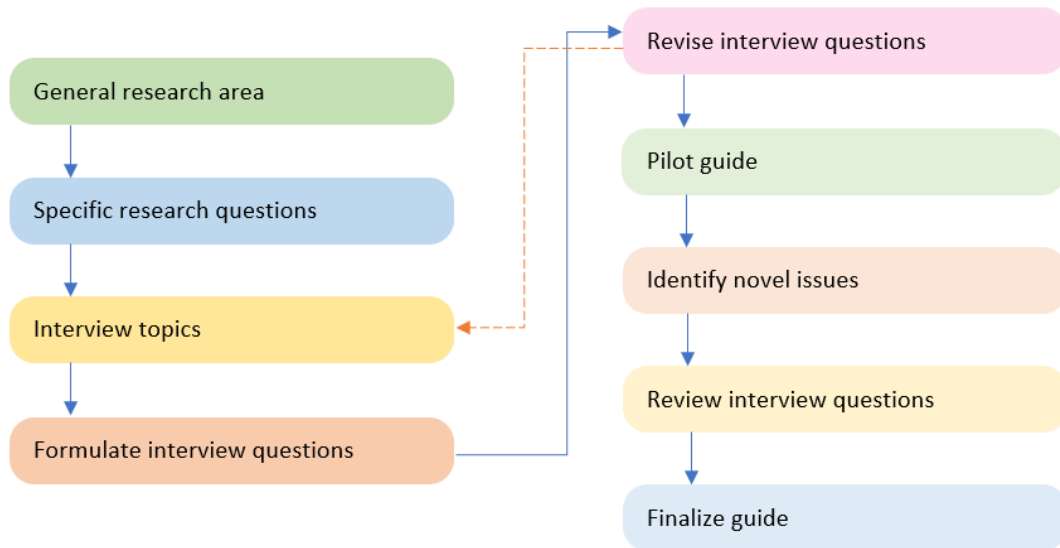 General research area
Specific research questions
Interview topics
Formulate interview questions
Revise interview questions
Pilot guide
Identify novel issues
Review interview questions
Finalize guide